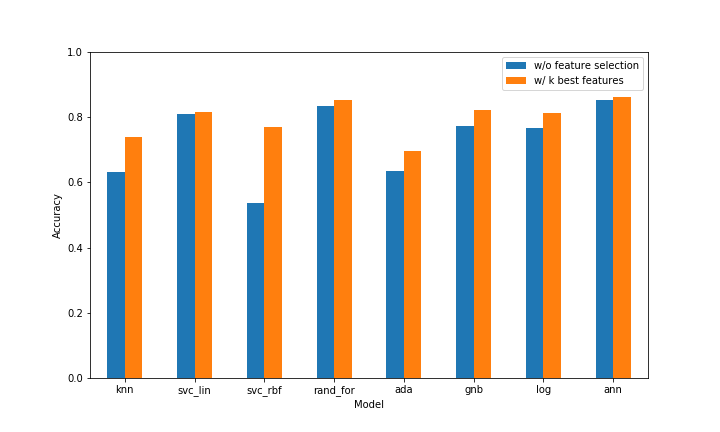 1.0
w/o feature selection
w/ k best features
0.8
0.6
Accuracy
0.4
0.2
0.0
knn svc_lin svc_rbf rand_for ada gnb log ann
Model